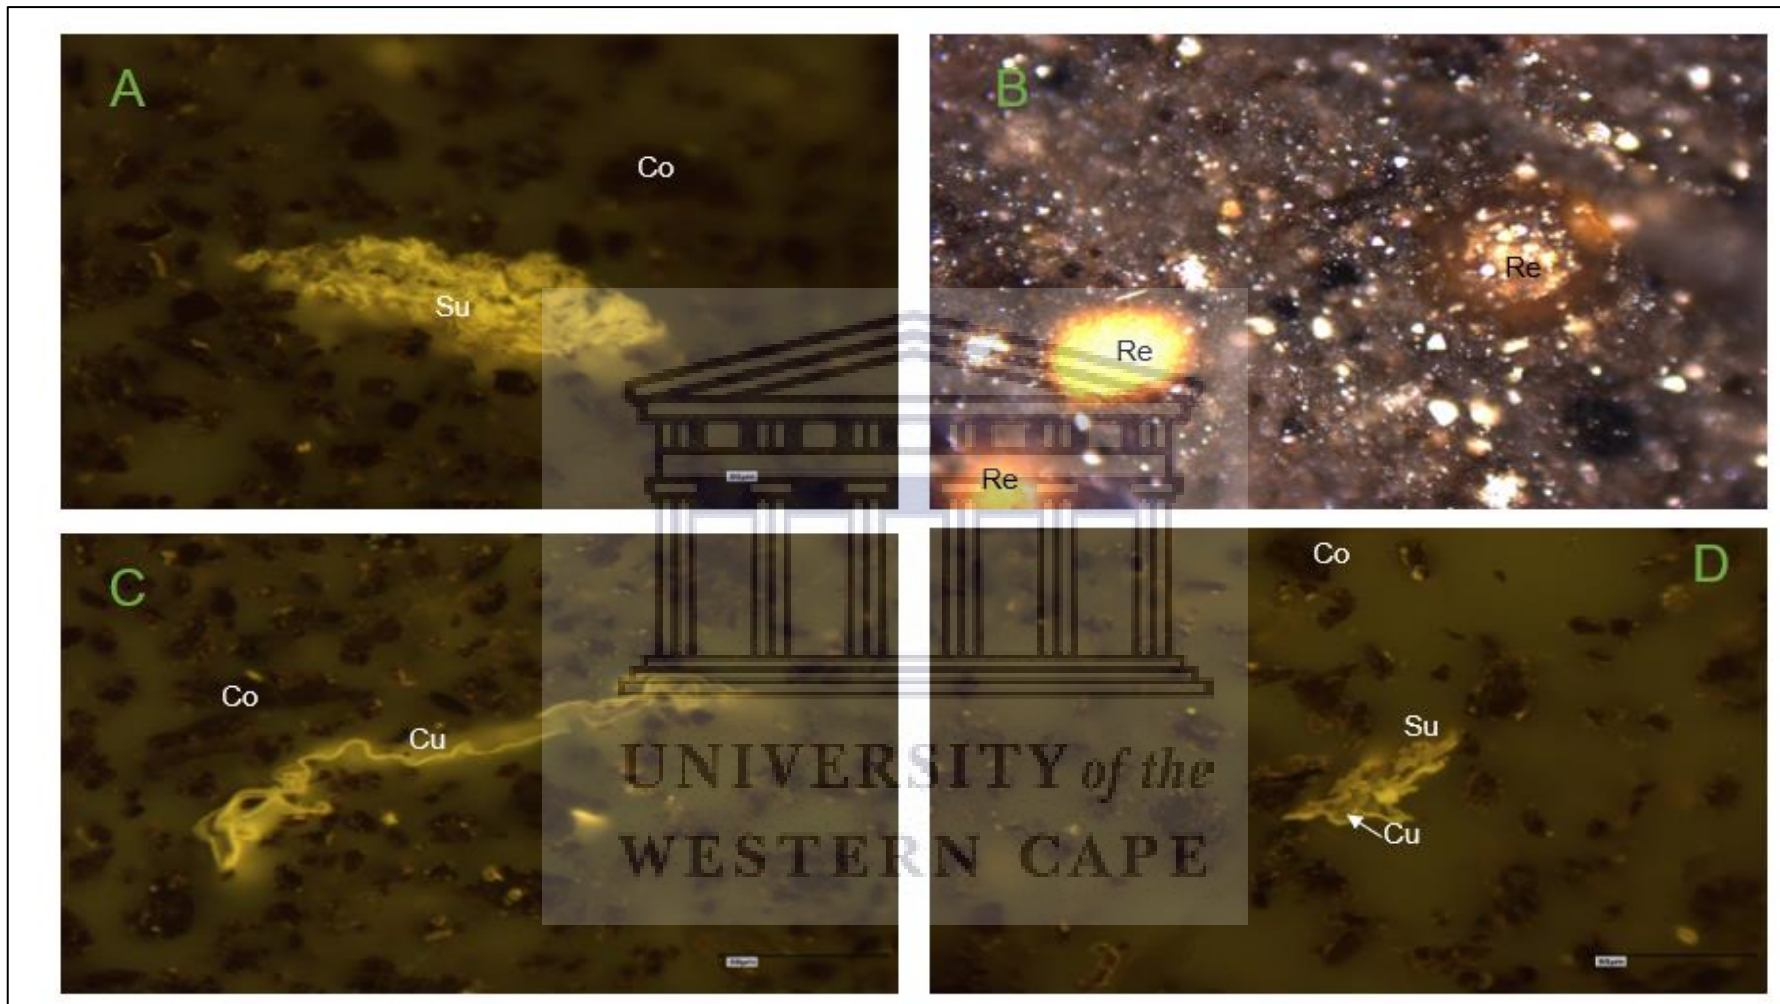 A
Co
Su
B
Re
Re
Re
C
Co
Cu
Co
D
Su
Cu
UNIVERSITY of the
WESTERN CAPE